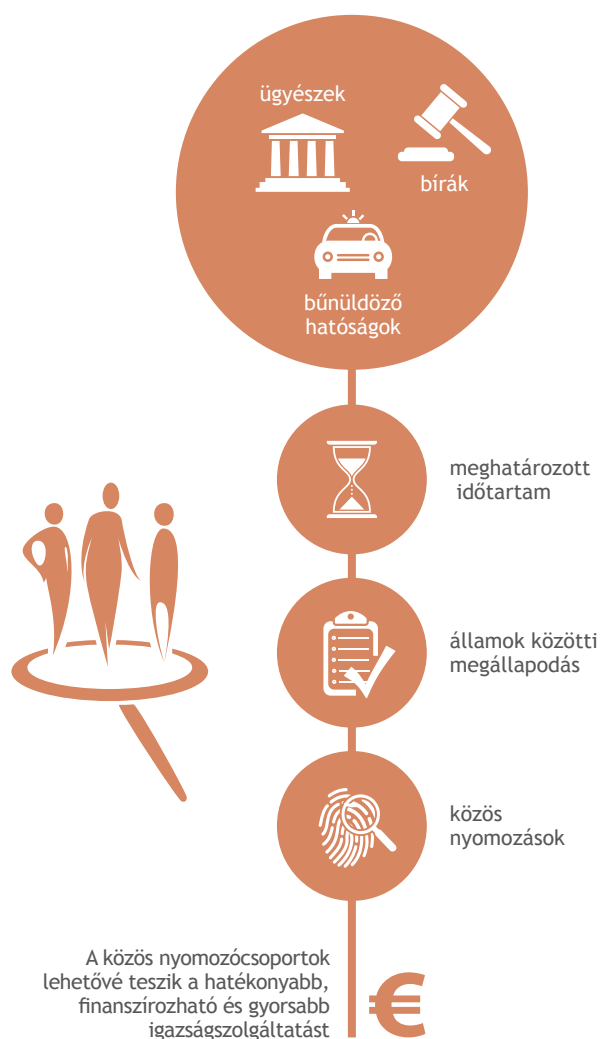 ügyészek
bírák
bűnüldöző
hatóságok
meghatározott
időtartam
államok közötti
megállapodás
közös
nyomozások
A közös nyomozócsoportok
lehetővé teszik a hatékonyabb,
finanszírozható és gyorsabb
igazságszolgáltatást
€